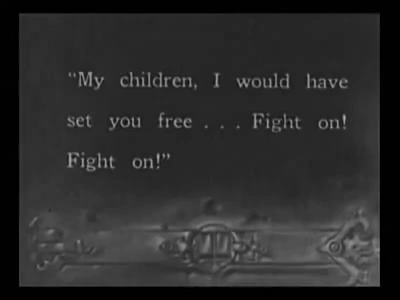 “My children, I would have
set you free . . . Fight on!
Fight on!”